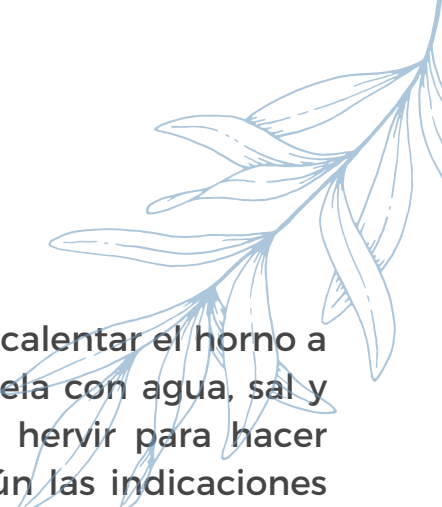 calentar el horno a
ela con agua, sal y
hervir para hacer
ún las indicaciones